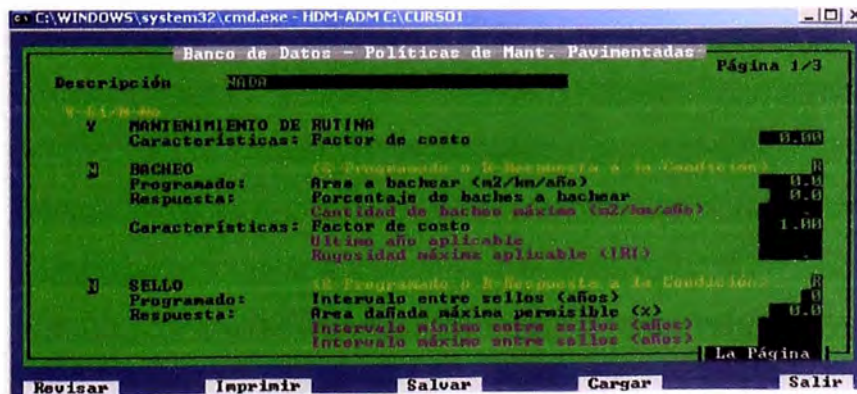 C:\WINDOWS\system32\cmd.exe - HDM-ADM C:\CURSO1
Banco de Datos - Políticas de Mant. Pavimentadas
Página 1/3
Descripción NADA
Y-Si/N-No
Y MANTENIMIENTO DE RUTINA
Características: Factor de costo 0.00
N BACHEO (S-Programado o R-Respuesta a la Condición) R
Programado: Area a bachear (m2/km/año) 0.0
Respuesta: Porcentaje de baches a bachear 0.0
Cantidad de bacheo máximo (m2/km/año) .
Características: Factor de costo 1.00
Ultimo año aplicable
Rugosidad máxima aplicable (IRI) .
N SELLO (S-Programado o R-Respuesta a la Condición) R
Programado: Intervalo entre sellos (años) 0
Respuesta: Area dañada máxima permisible (%) 0.0
Intervalo mínimo entre sellos (años)
Intervalo máximo entre sellos (años)
La Página
Revisar Imprimir Salvar Cargar Salir